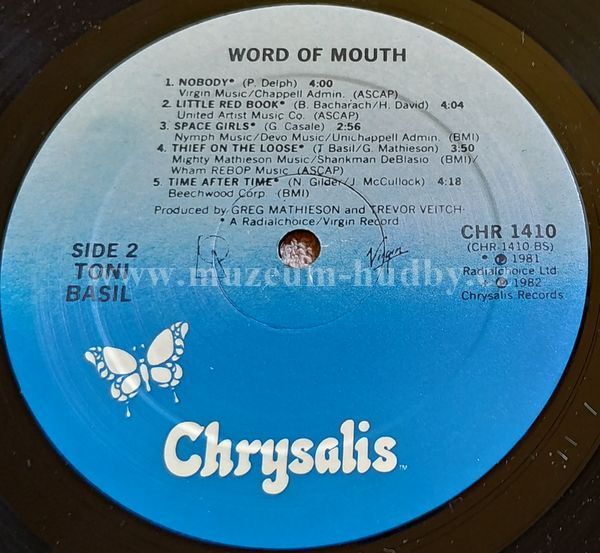 WORD OF MOUTH
1. NOBODY* (P. Delph) 4:00
Virgin Music/Chappell Admin. (ASCAP)
2. LITTLE RED BOOK* (B. Bacharach/H. David) 4:04
United Artist Music Co. (ASCAP)
3. SPACE GIRLS* (G. Casale) 2:56
Nymph Music/Devo Music/Unichappell Admin. (BMI)
4. THIEF ON THE LOOSE* (T. Basil/G. Mathieson) 3:50
Mighty Mathieson Music/Shankman DeBlasio (BMI)/
Wham REBOP Music (ASCAP)
5. TIME AFTER TIME* (N. Gilder/J. McCullock) 4:18
Beechwood Corp. (BMI)
Produced by: GREG MATHIESON and TREVOR VEITCH
* A Radialchoice/Virgin Record
SIDE 2
TONI
BASIL
Virgin
CHR 1410
(CHR-1410-BS)
* ℗ 1981
Radialchoice Ltd
* ℗ 1982
Chrysalis Records
www.muzeum-hudby.
Chrysalis™